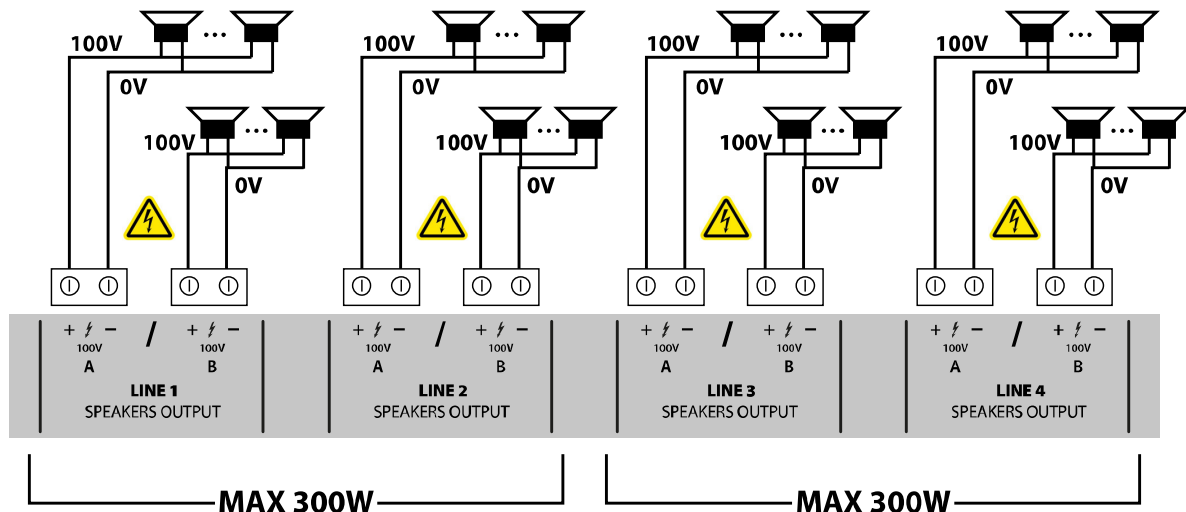 100V ... 100V ... 100V ... 100V ...
0V 0V 0V 0V
100V ... 100V ... 100V ... 100V ...
0V 0V 0V 0V
+ − / + − + − / + − + − / + − + − / + −
100V 100V 100V 100V 100V 100V 100V 100V
A B A B A B A B
LINE 1 LINE 2 LINE 3 LINE 4
SPEAKERS OUTPUT SPEAKERS OUTPUT SPEAKERS OUTPUT SPEAKERS OUTPUT
MAX 300W MAX 300W